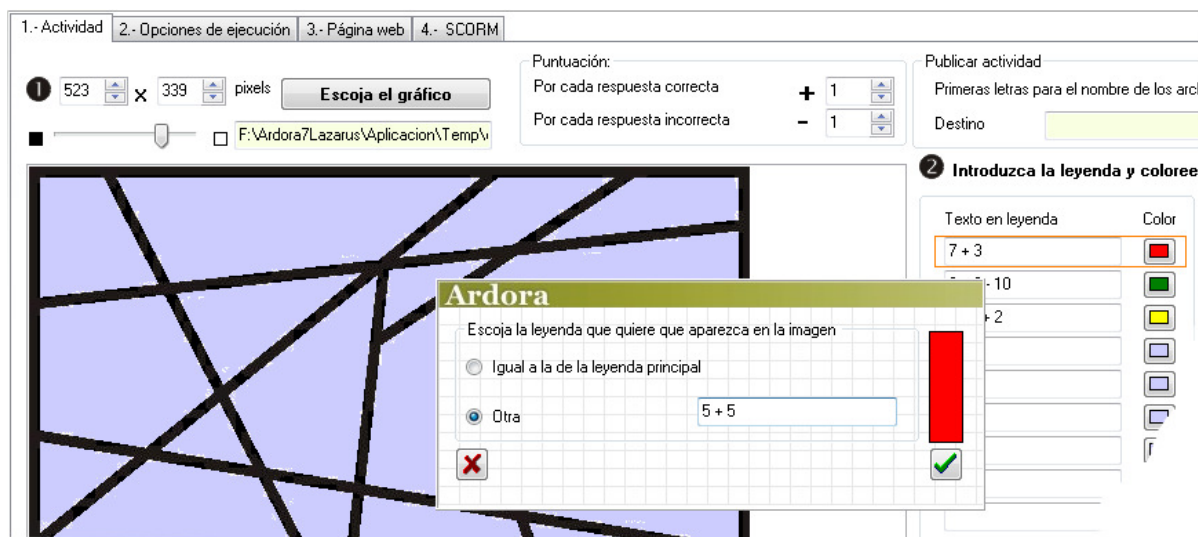 1.- Actividad 2.- Opciones de ejecución 3.- Página web 4.- SCORM
1 523 x 339 pixels Escoja el gráfico
F:\Ardora7Lazarus\Aplicacion\Temp\
Puntuación:
Por cada respuesta correcta + 1
Por cada respuesta incorrecta - 1
Publicar actividad
Primeras letras para el nombre de los
Destino
2 Introduzca la leyenda y coloree
Texto en leyenda Color
7 + 3
- 10
+ 2
Ardora
Escoja la leyenda que quiere que aparezca en la imagen
Igual a la de la leyenda principal
Otra 5 + 5